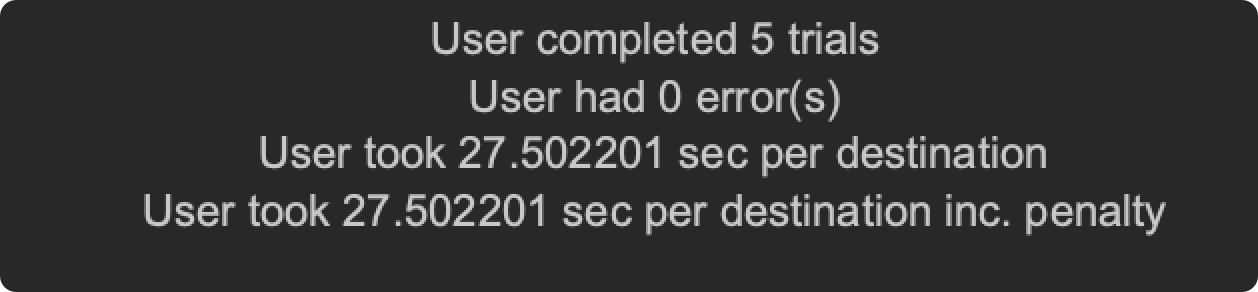 User completed 5 trials
User had 0 error(s)
User took 27.502201 sec per destination
User took 27.502201 sec per destination inc. penalty